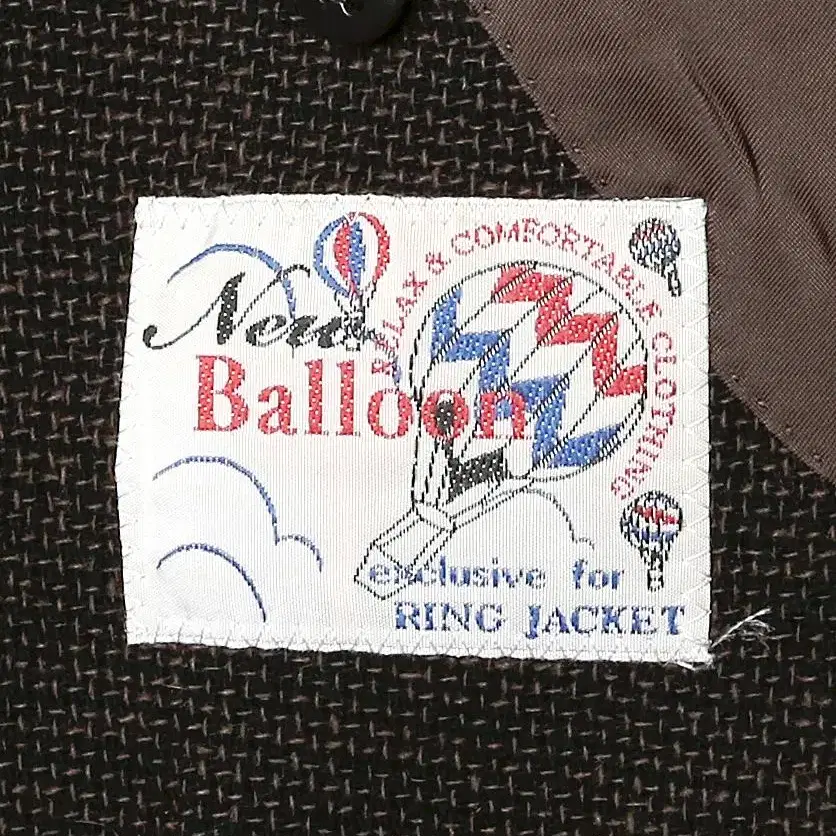 New
Balloon
RELAX & COMFORTABLE CLOTHING
exclusive for
RING JACKET